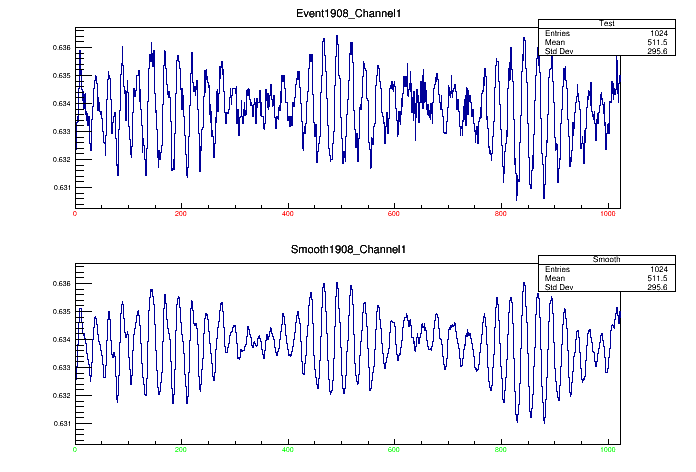 Event1908_Channel1
Test
Entries 1024
Mean 511.5
Std Dev 295.6
0.636
0.635
0.634
0.633
0.632
0.631
0 200 400 600 800 1000
Smooth1908_Channel1
Smooth
Entries 1024
Mean 511.5
Std Dev 295.6
0.636
0.635
0.634
0.633
0.632
0.631
0 200 400 600 800 1000